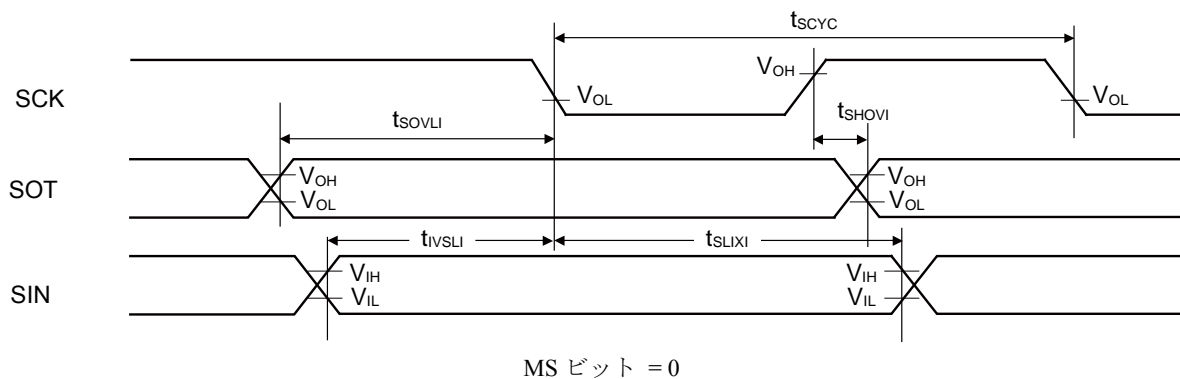 tSCYC
SCK
VOH
VOL
VOL
tSOVLI
tSHOVI
SOT
VOH
VOL
VOH
VOL
tIVSLI
tSLIXI
SIN
VIH
VIL
VIH
VIL
MS ビット = 0